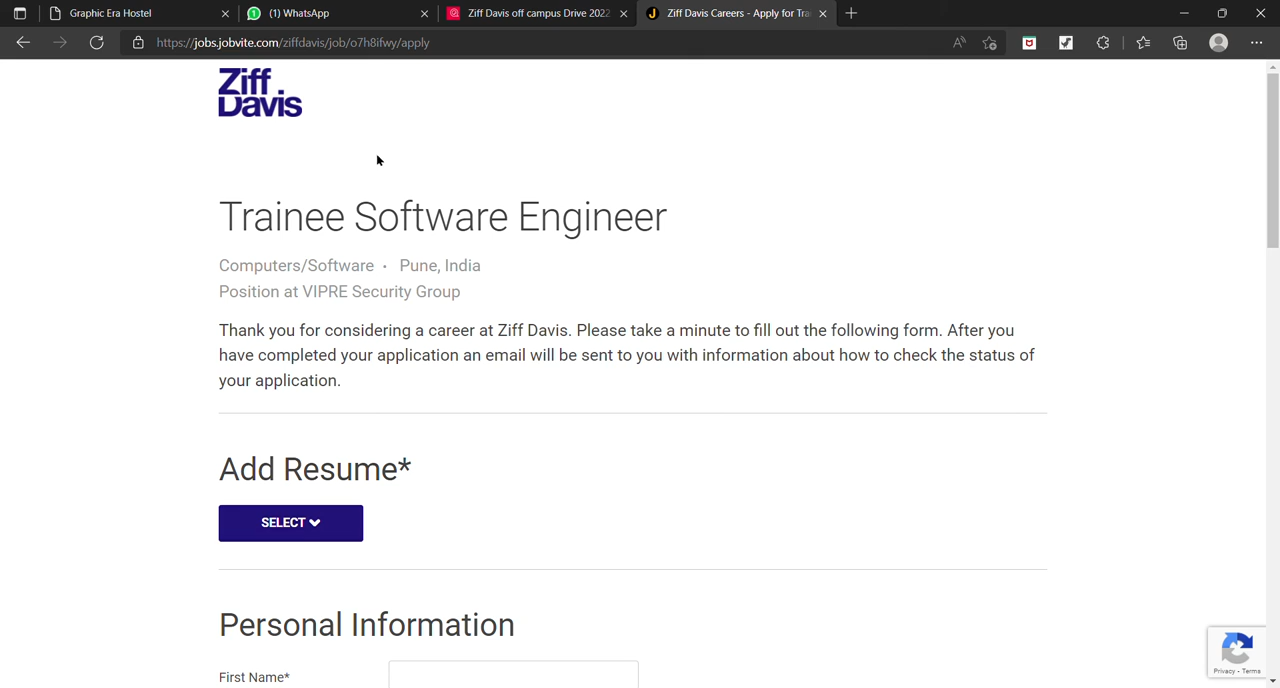 Graphic Era Hostel
(1) WhatsApp
Ziff Davis off campus Drive 2022
Ziff Davis Careers - Apply for Tra
https://jobs.jobvite.com/ziffdavis/job/o7h8ifwy/apply
Ziff
Davis
Trainee Software Engineer
Computers/Software · Pune, India
Position at VIPRE Security Group
Thank you for considering a career at Ziff Davis. Please take a minute to fill out the following form. After you
have completed your application an email will be sent to you with information about how to check the status of
your application.
Add Resume*
SELECT
Personal Information
First Name*
Privacy - Terms